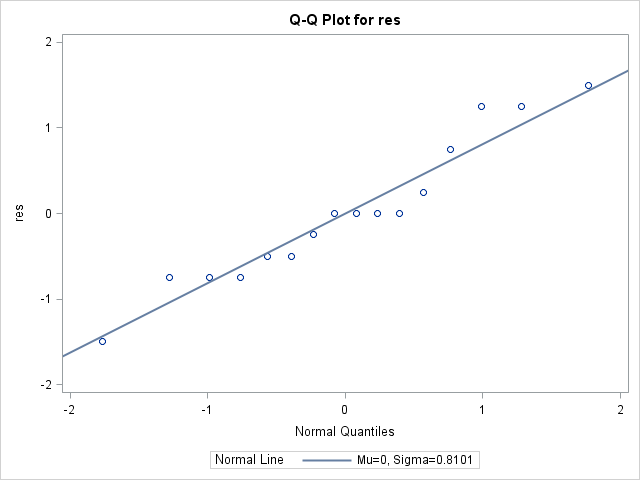 Q-Q Plot for res
2
1
0
-1
-2
res
-2
-1
0
1
2
Normal Quantiles
Normal Line Mu=0, Sigma=0.8101